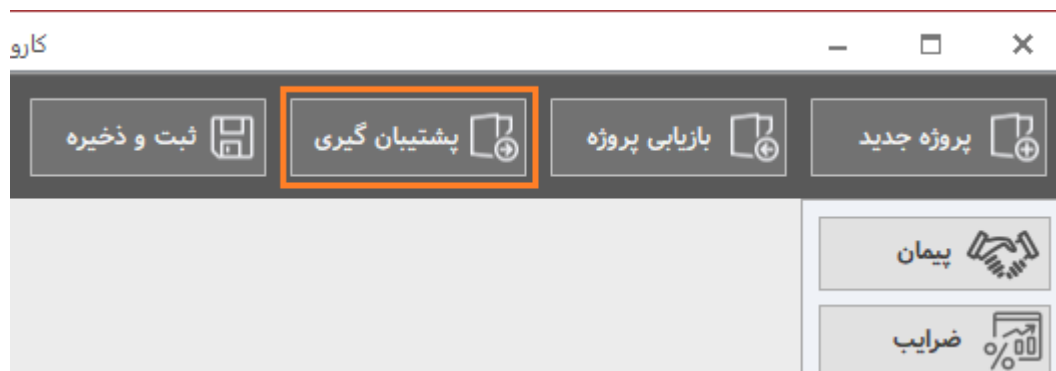 کارو
پروژه جدید
بازیابی پروژه
پشتیبان گیری
ثبت و ذخیره
پیمان
ضرایب